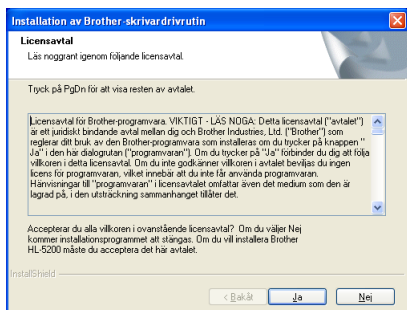 Installation av Brother-skrivardrivrutin
Licensavtal
Läs noggrant igenom följande licensavtal.
Tryck på PgDn för att visa resten av avtalet.
Licensavtal för Brother-programvara. VIKTIGT - LÄS NOGA: Detta licensavtal ("avtalet")
är ett juridiskt bindande avtal mellan dig och Brother Industries, Ltd. ("Brother") som
reglerar ditt bruk av den Brother-programvara som installeras om du trycker på knappen "
Ja" i den här dialogrutan ("programvaran"). Om du trycker på "Ja" förbinder du dig att följa
villkoren i detta licensavtal. Om du inte godkänner villkoren i avtalet beviljas du ingen
licens för programvaran, vilket innebär att du inte får använda programvaran.
Hänvisningar till "programvaran" i licensavtalet omfattar även det medium som den är
lagrad på, i den utsträckning sammanhanget tillåter det.
Accepterar du alla villkoren i ovanstående licensavtal? Om du väljer Nej
kommer installationsprogrammet att stängas. Om du vill installera Brother
HL-5200 måste du acceptera det här avtalet.
InstallShield
< Bakåt Ja Nej